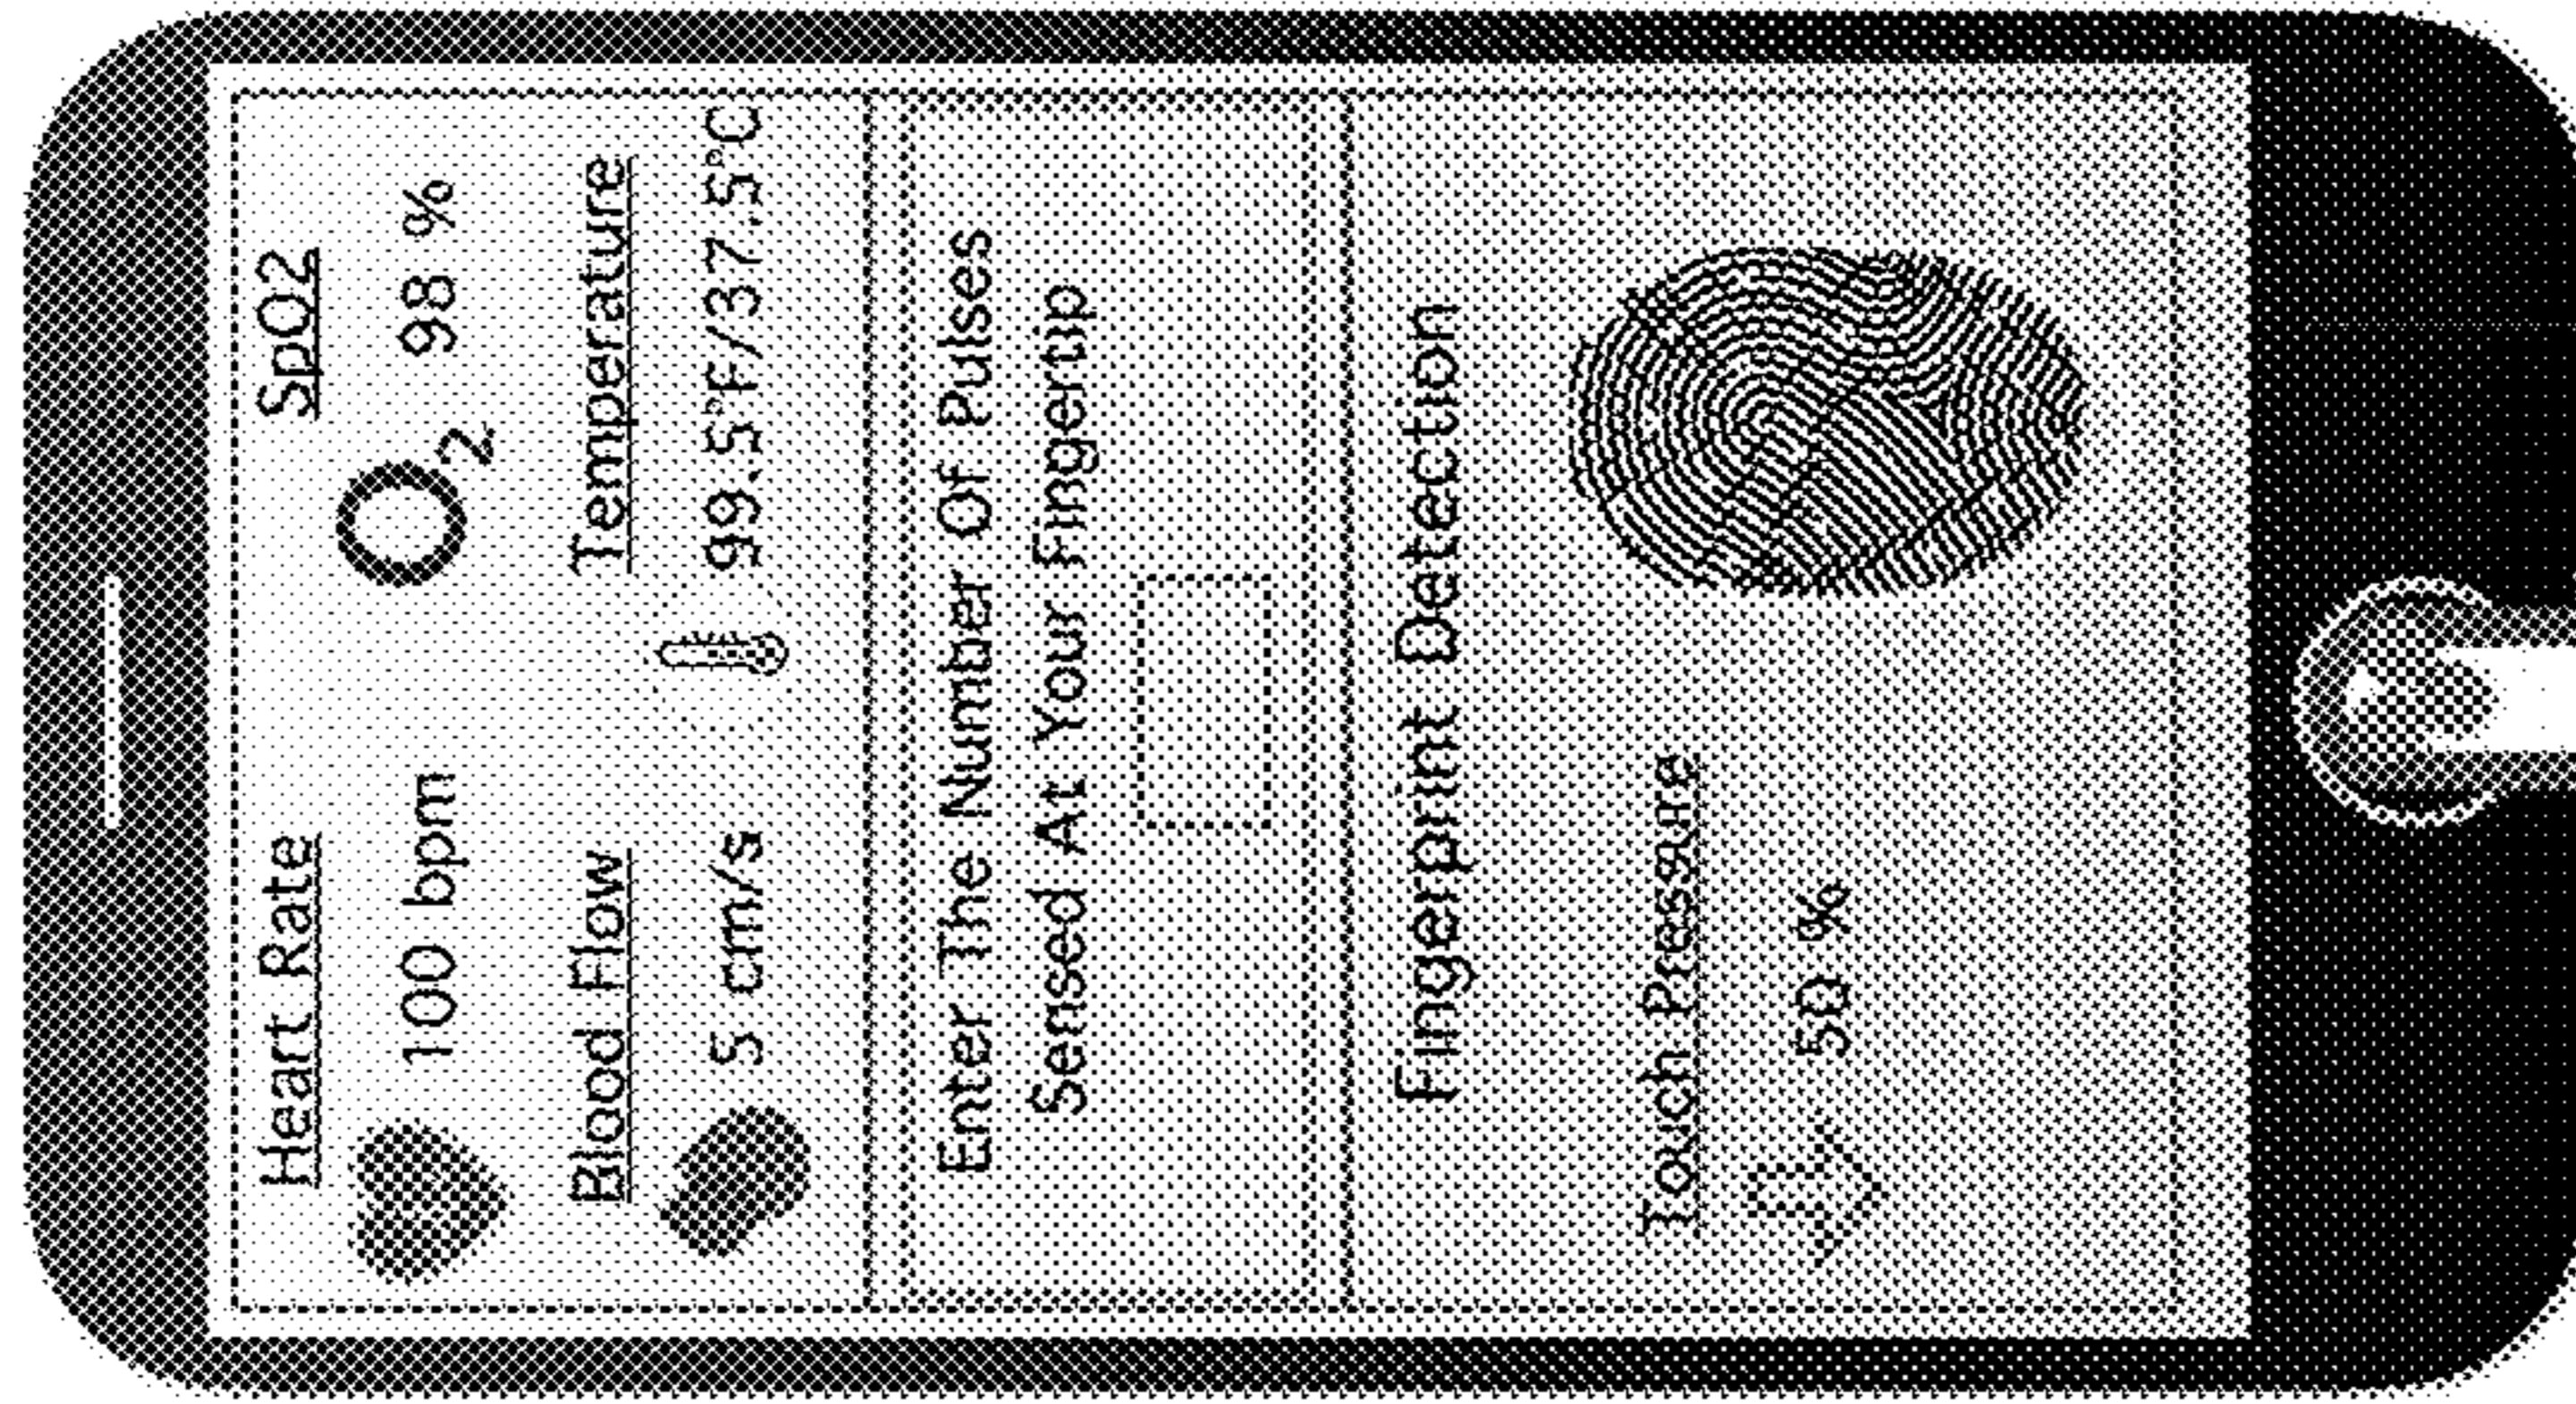 Heart Rate SpO2
100 bpm O2 98 %
Blood Flow Temperature
5 cm/s 99.5°F/37.5°C
Enter The Number Of Pulses
Sensed At Your Fingertip
Fingerprint Detection
Touch Pressure
50 %